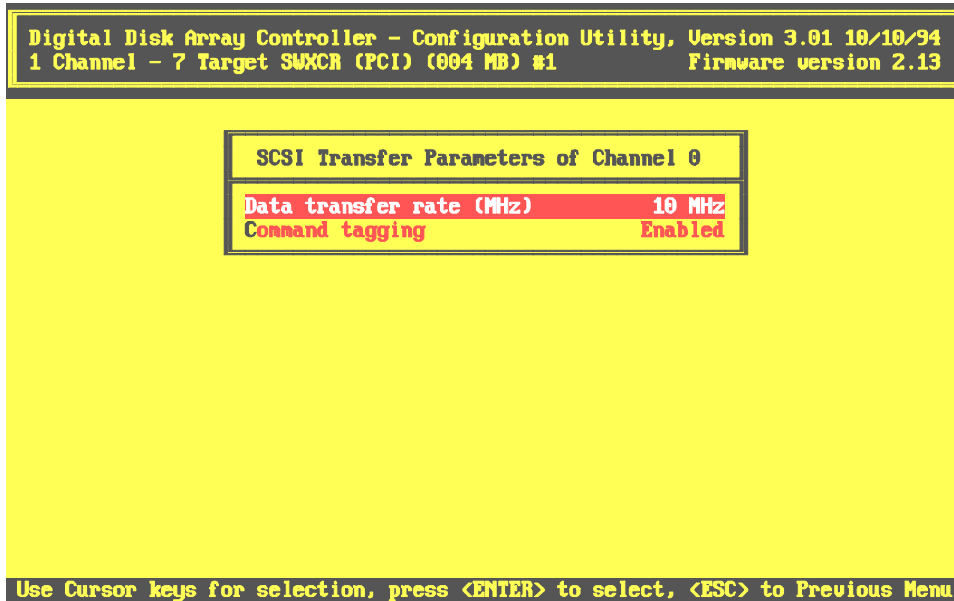 Digital Disk Array Controller - Configuration Utility, Version 3.01 10/10/94
1 Channel - 7 Target SWXCR (PCI) (004 MB) #1 Firmware version 2.13
SCSI Transfer Parameters of Channel 0
Data transfer rate (MHz) 10 MHz
Command tagging Enabled
Use Cursor keys for selection, press <ENTER> to select, <ESC> to Previous Menu